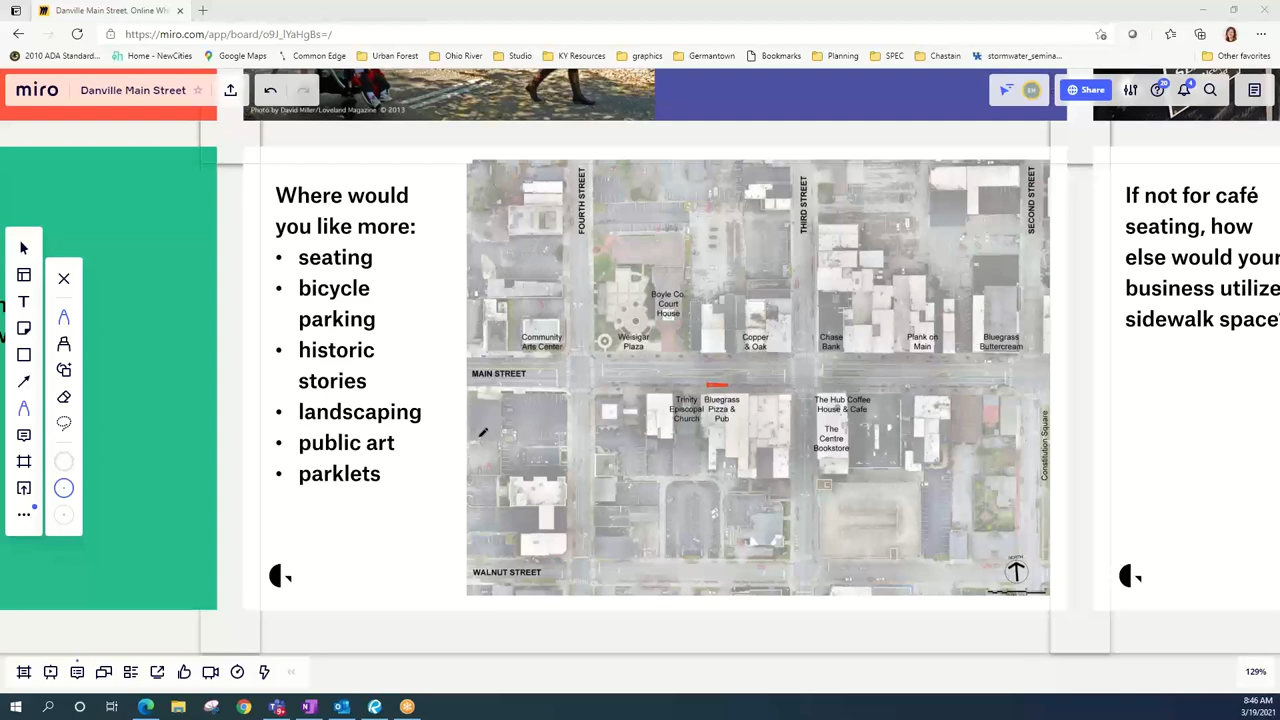 Danville Main Street, Online Wh
https://miro.com/app/board/o9J_lYaHgBs=/
2010 ADA Standard...
Home - NewCities
Google Maps
Common Edge
Urban Forest
Ohio River
Studio
KY Resources
graphics
Germantown
Bookmarks
Planning
SPEC
Chastain
stormwater_semina...
Other favorites
miro
Danville Main Street
Share
Photo by David Miller/Loveland Magazine © 2013
Where would
you like more:
• seating
• bicycle
parking
• historic
stories
• landscaping
• public art
• parklets
FOURTH STREET
THIRD STREET
SECOND STREET
Boyle Co.
Court
House
Community
Arts Center
Weisigar
Plaza
Copper
& Oak
Chase
Bank
Plank on
Main
Bluegrass
Buttercream
MAIN STREET
Trinity
Episcopal
Church
Bluegrass
Pizza &
Pub
The Hub Coffee
House & Cafe
The
Centre
Bookstore
Constitution Square
WALNUT STREET
NORTH
If not for café
seating, how
else would your
business utilize
sidewalk space?
129%
8:46 AM
3/19/2021